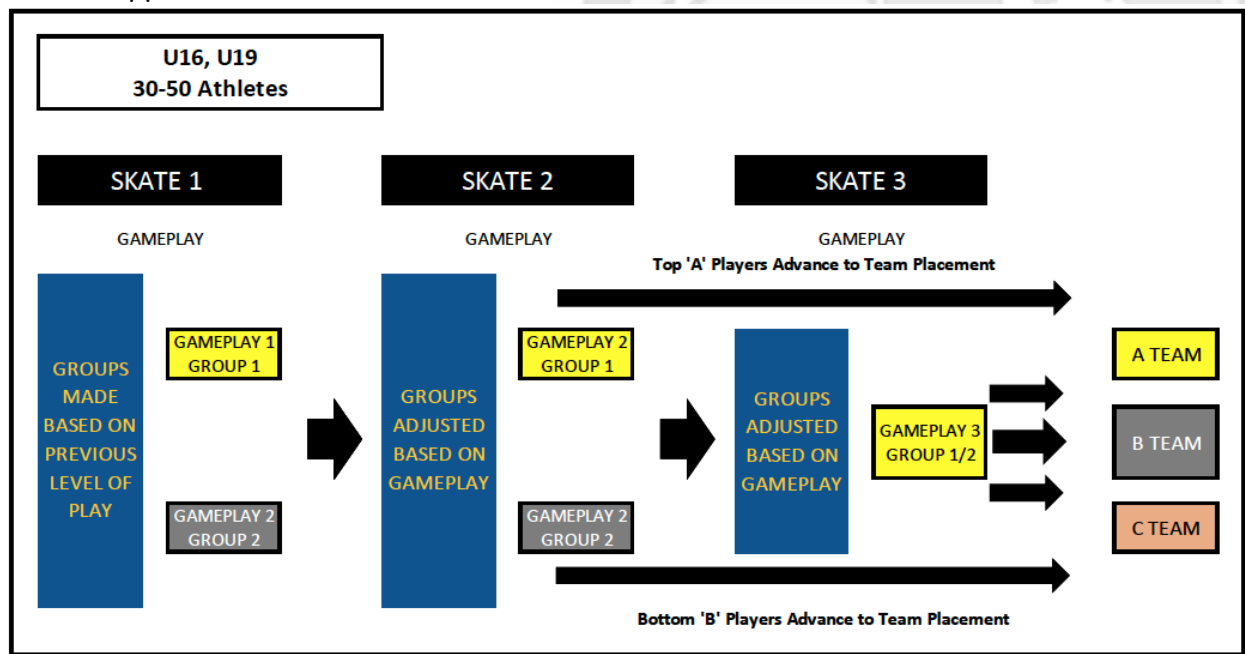 U16, U19
30-50 Athletes
SKATE 1
SKATE 2
SKATE 3
GAMEPLAY
GAMEPLAY
GAMEPLAY
Top 'A' Players Advance to Team Placement
GROUPS
MADE
BASED ON
PREVIOUS
LEVEL OF
PLAY
GAMEPLAY 1
GROUP 1
GAMEPLAY 2
GROUP 2
GROUPS
ADJUSTED
BASED ON
GAMEPLAY
GAMEPLAY 2
GROUP 1
GAMEPLAY 2
GROUP 2
GROUPS
ADJUSTED
BASED ON
GAMEPLAY
GAMEPLAY 3
GROUP 1/2
A TEAM
B TEAM
C TEAM
Bottom 'B' Players Advance to Team Placement